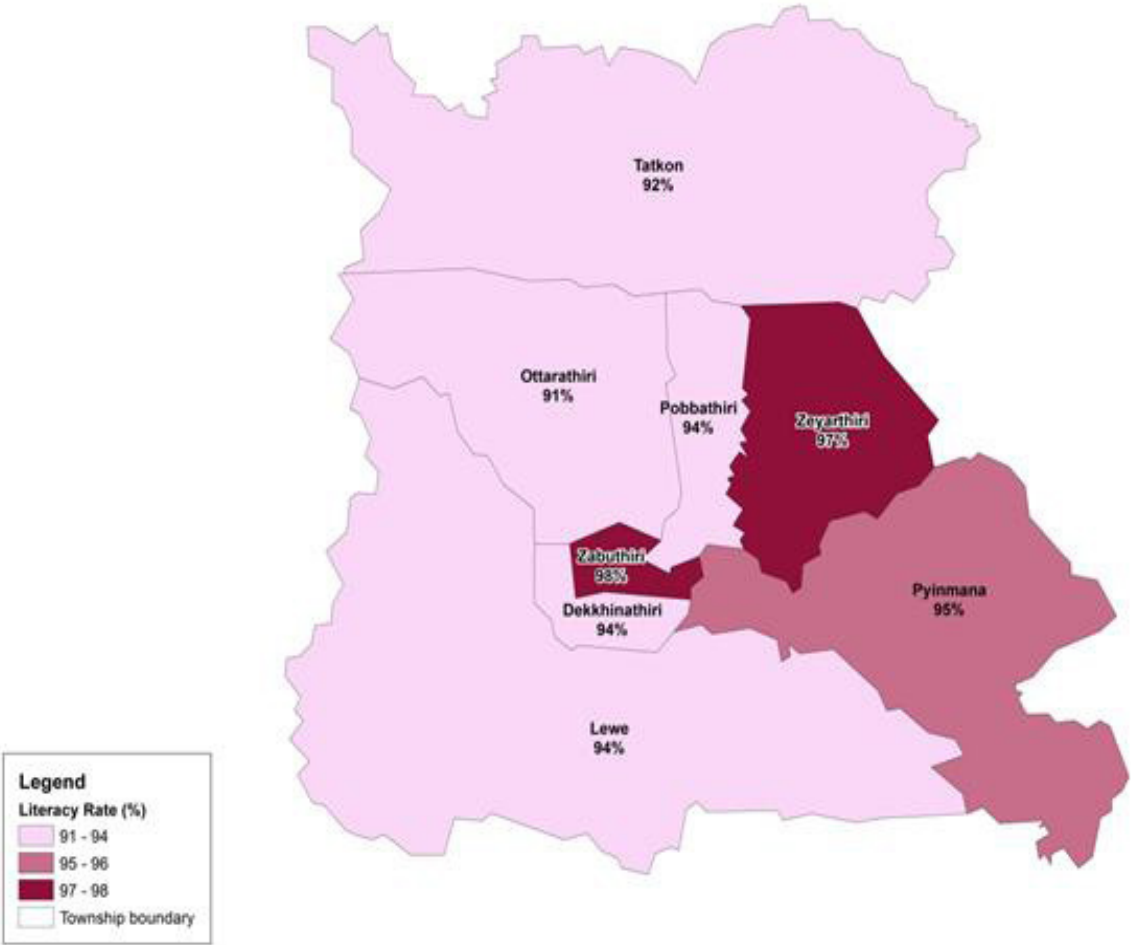 Tatkon
92%
Ottarathiri
91%
Pobbathiri
94%
Zeyarthiri
97%
Zabuthiri
98%
Pyinmana
95%
Dekkhinathiri
94%
Lewe
94%
Legend
Literacy Rate (%)
91 - 94
95 - 96
97 - 98
Township boundary